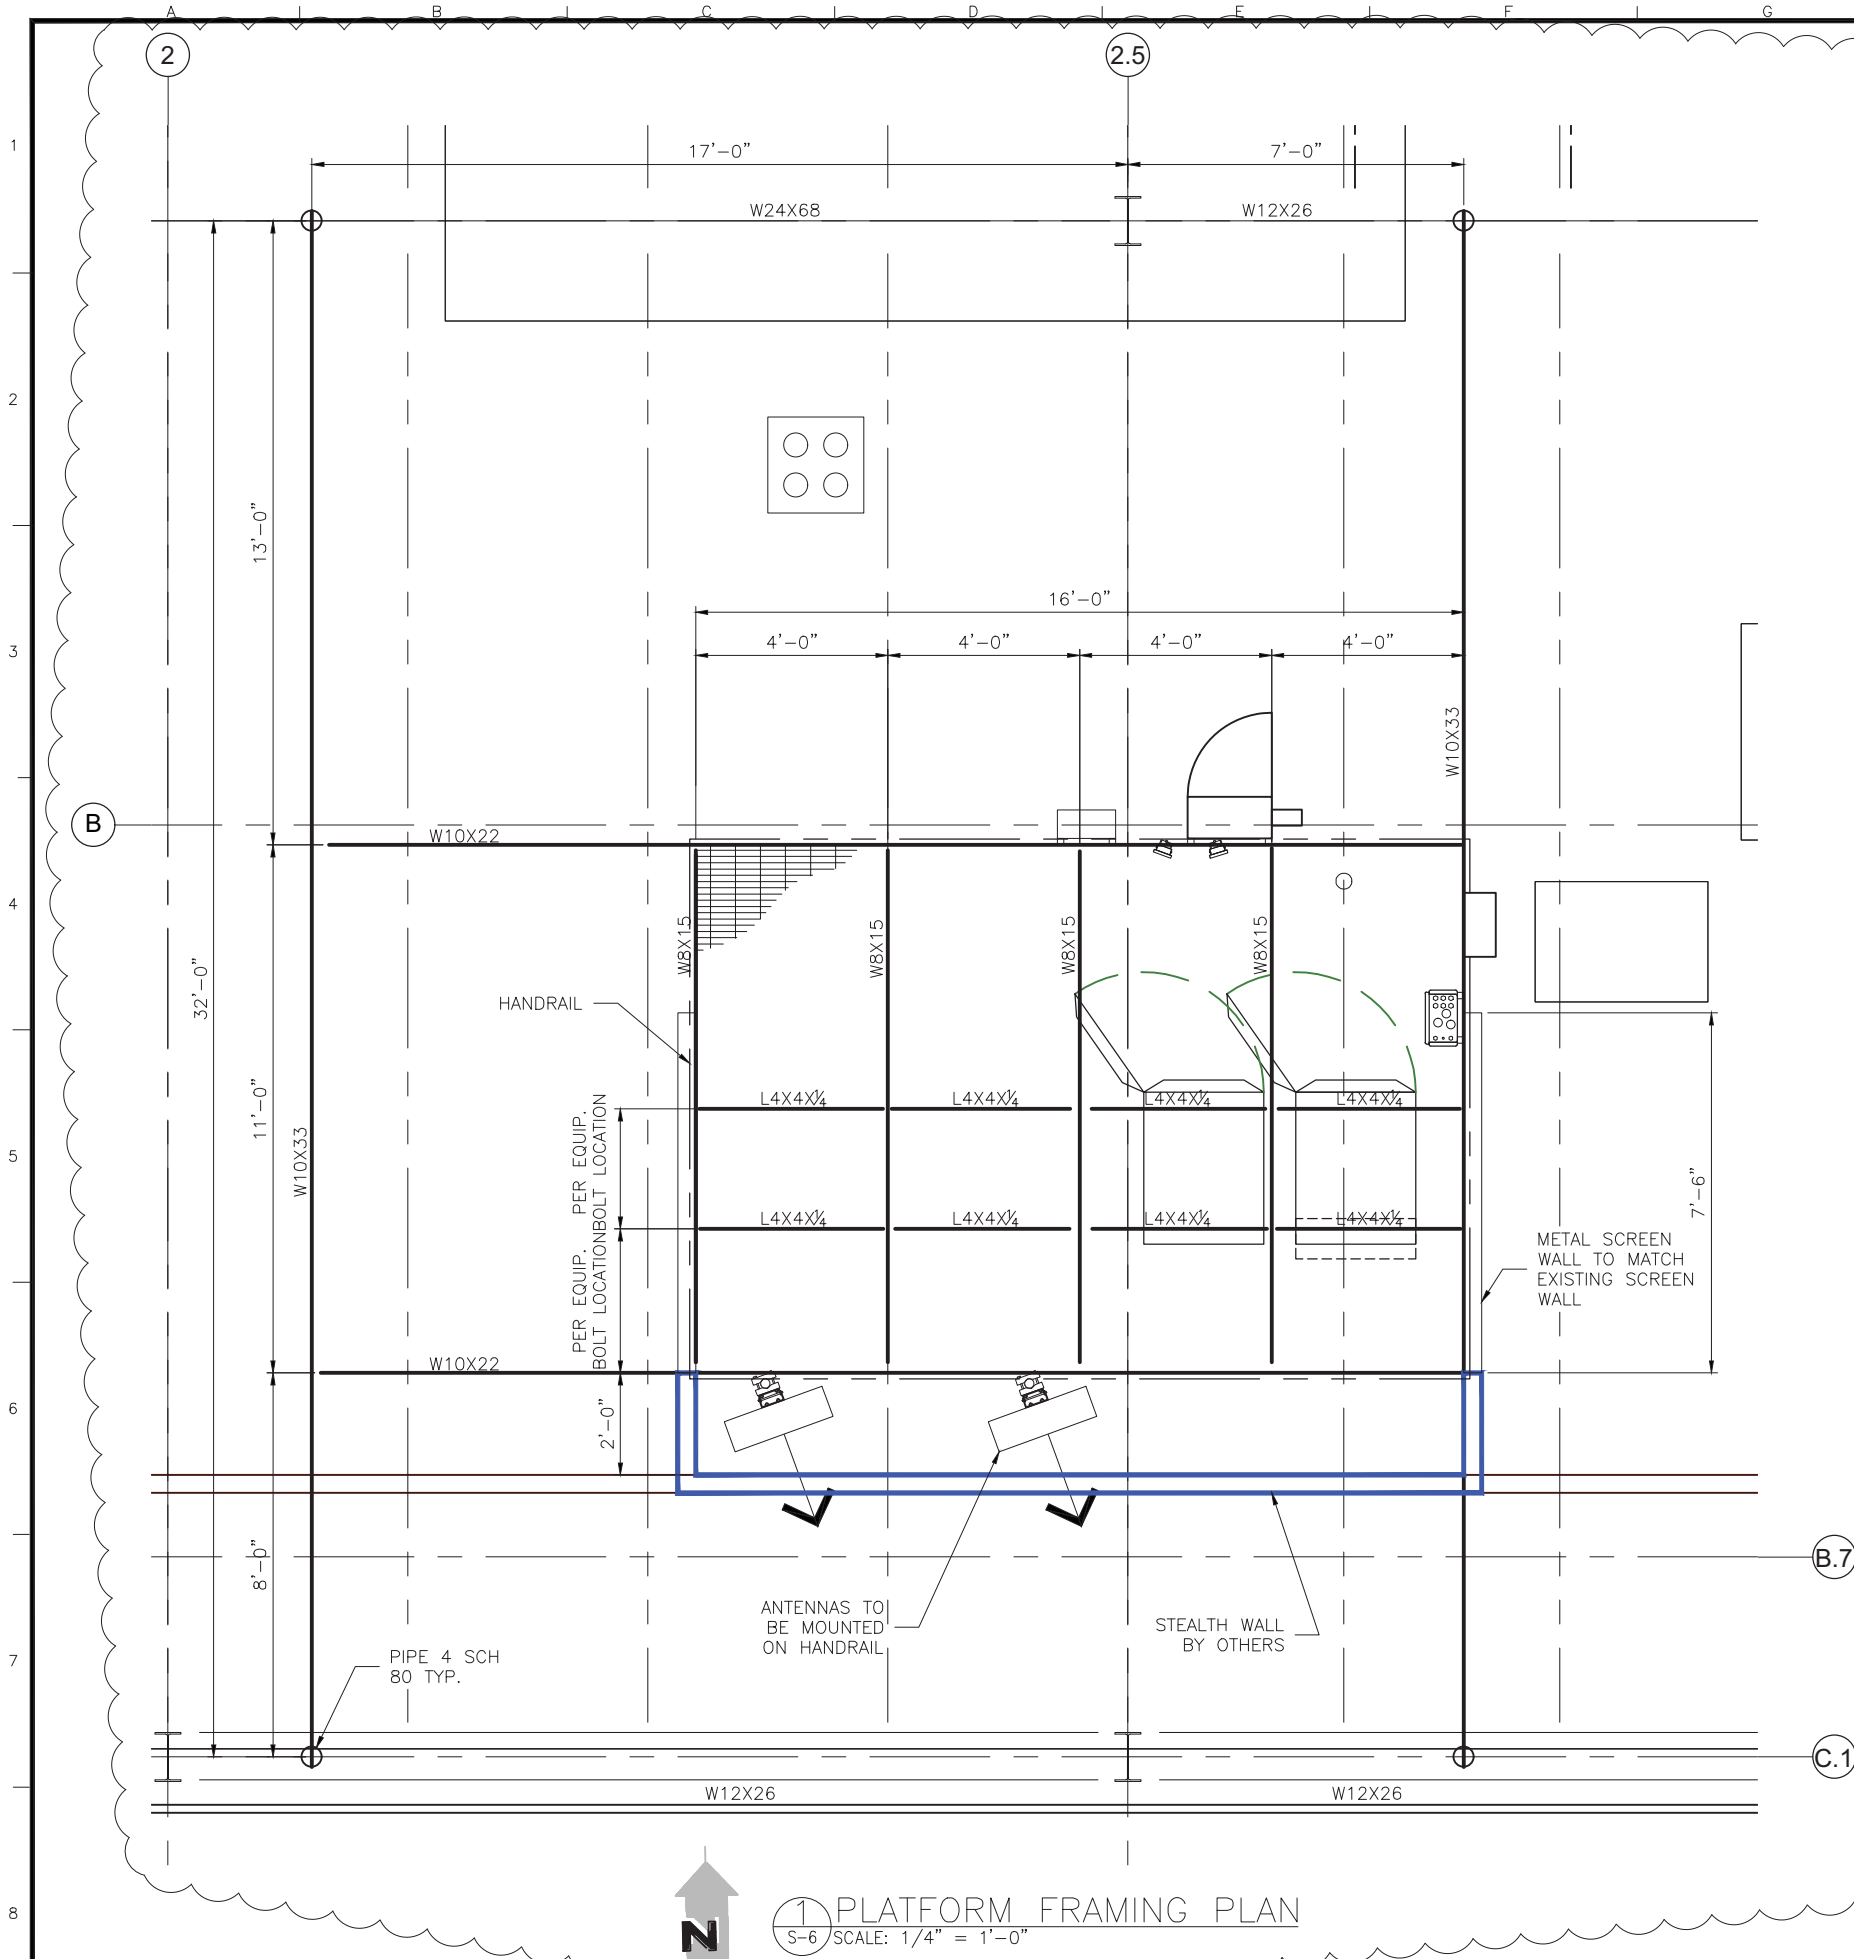 A B C D E F G
2 2.5
1
17'-0" 7'-0"
W24X68 W12X26
2
13'-0"
16'-0"
3
4'-0" 4'-0" 4'-0" 4'-0"
W10X33
B
W10X22
4
W8X15 W8X15 W8X15 W8X15
32'-0"
HANDRAIL
11'-0"
W10X33
PER EQUIP.
BOLT LOCATION
L4X4X1/4 L4X4X1/4 L4X4X1/4 L4X4X1/4
5
7'-6"
PER EQUIP.
BOLT LOCATION
L4X4X1/4 L4X4X1/4 L4X4X1/4 L4X4X1/4
METAL SCREEN
WALL TO MATCH
EXISTING SCREEN
WALL
W10X22
6
2'-0"
8'-0"
B.7
ANTENNAS TO
BE MOUNTED
ON HANDRAIL
STEALTH WALL
BY OTHERS
7
PIPE 4 SCH
80 TYP.
C.1
W12X26 W12X26
8
N
1 PLATFORM FRAMING PLAN
S-6 SCALE: 1/4" = 1'-0"